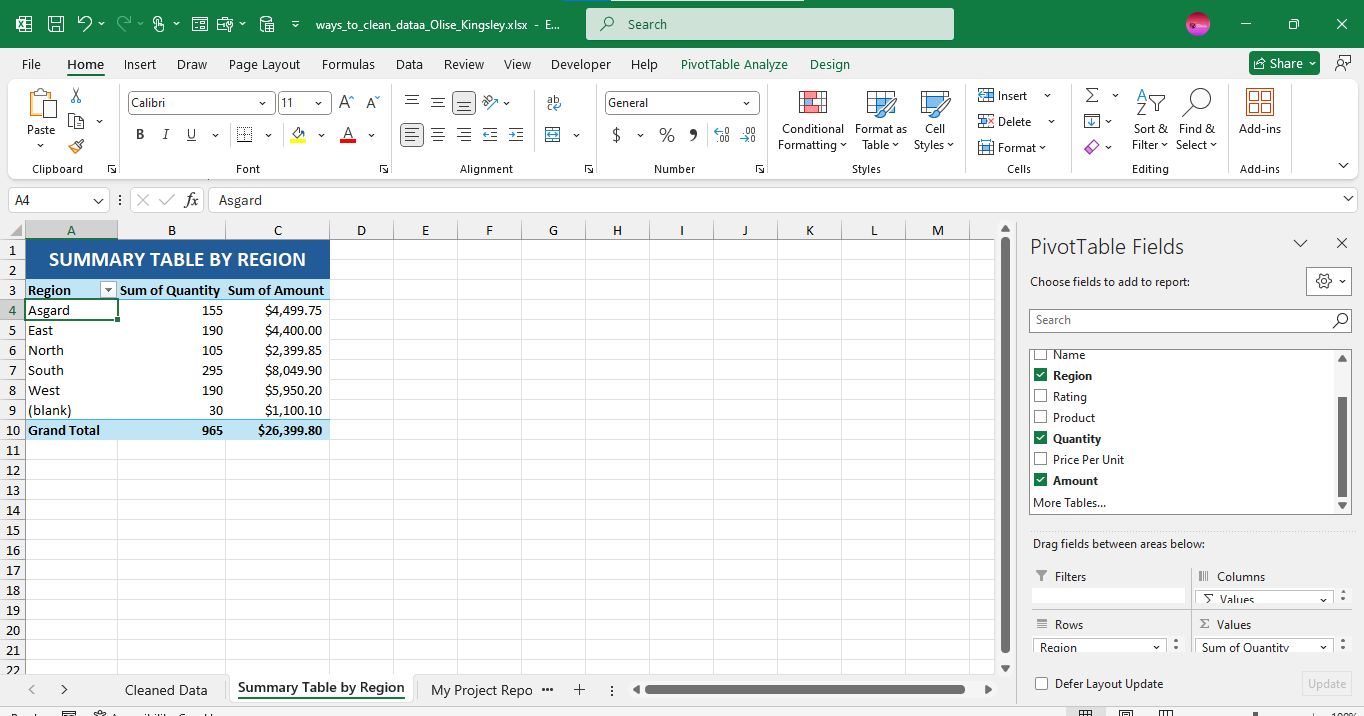 ways_to_clean_dataa_Olise_Kingsley.xlsx - E...
Search
File Home Insert Draw Page Layout Formulas Data Review View Developer Help PivotTable Analyze Design
Share
Paste
Clipboard
Calibri 11
B I U
Font
ab
Alignment
General
$ % 9
Number
Conditional Formatting
Format as Table
Cell Styles
Styles
Insert
Delete
Format
Cells
Sort & Filter
Find & Select
Editing
Add-ins
Add-ins
A4 fx Asgard
A B C D E F G H I J K L M
1 SUMMARY TABLE BY REGION
2
3 Region Sum of Quantity Sum of Amount
4 Asgard 155 $4,499.75
5 East 190 $4,400.00
6 North 105 $2,399.85
7 South 295 $8,049.90
8 West 190 $5,950.20
9 (blank) 30 $1,100.10
10 Grand Total 965 $26,399.80
11
12
13
14
15
16
17
18
19
20
21
22
PivotTable Fields
Choose fields to add to report:
Search
Name
Region
Rating
Product
Quantity
Price Per Unit
Amount
More Tables...
Drag fields between areas below:
Filters
Columns
Σ Values
Rows
Region
Σ Values
Sum of Quantity
Defer Layout Update
Update
Cleaned Data Summary Table by Region My Project Repo ...
100%